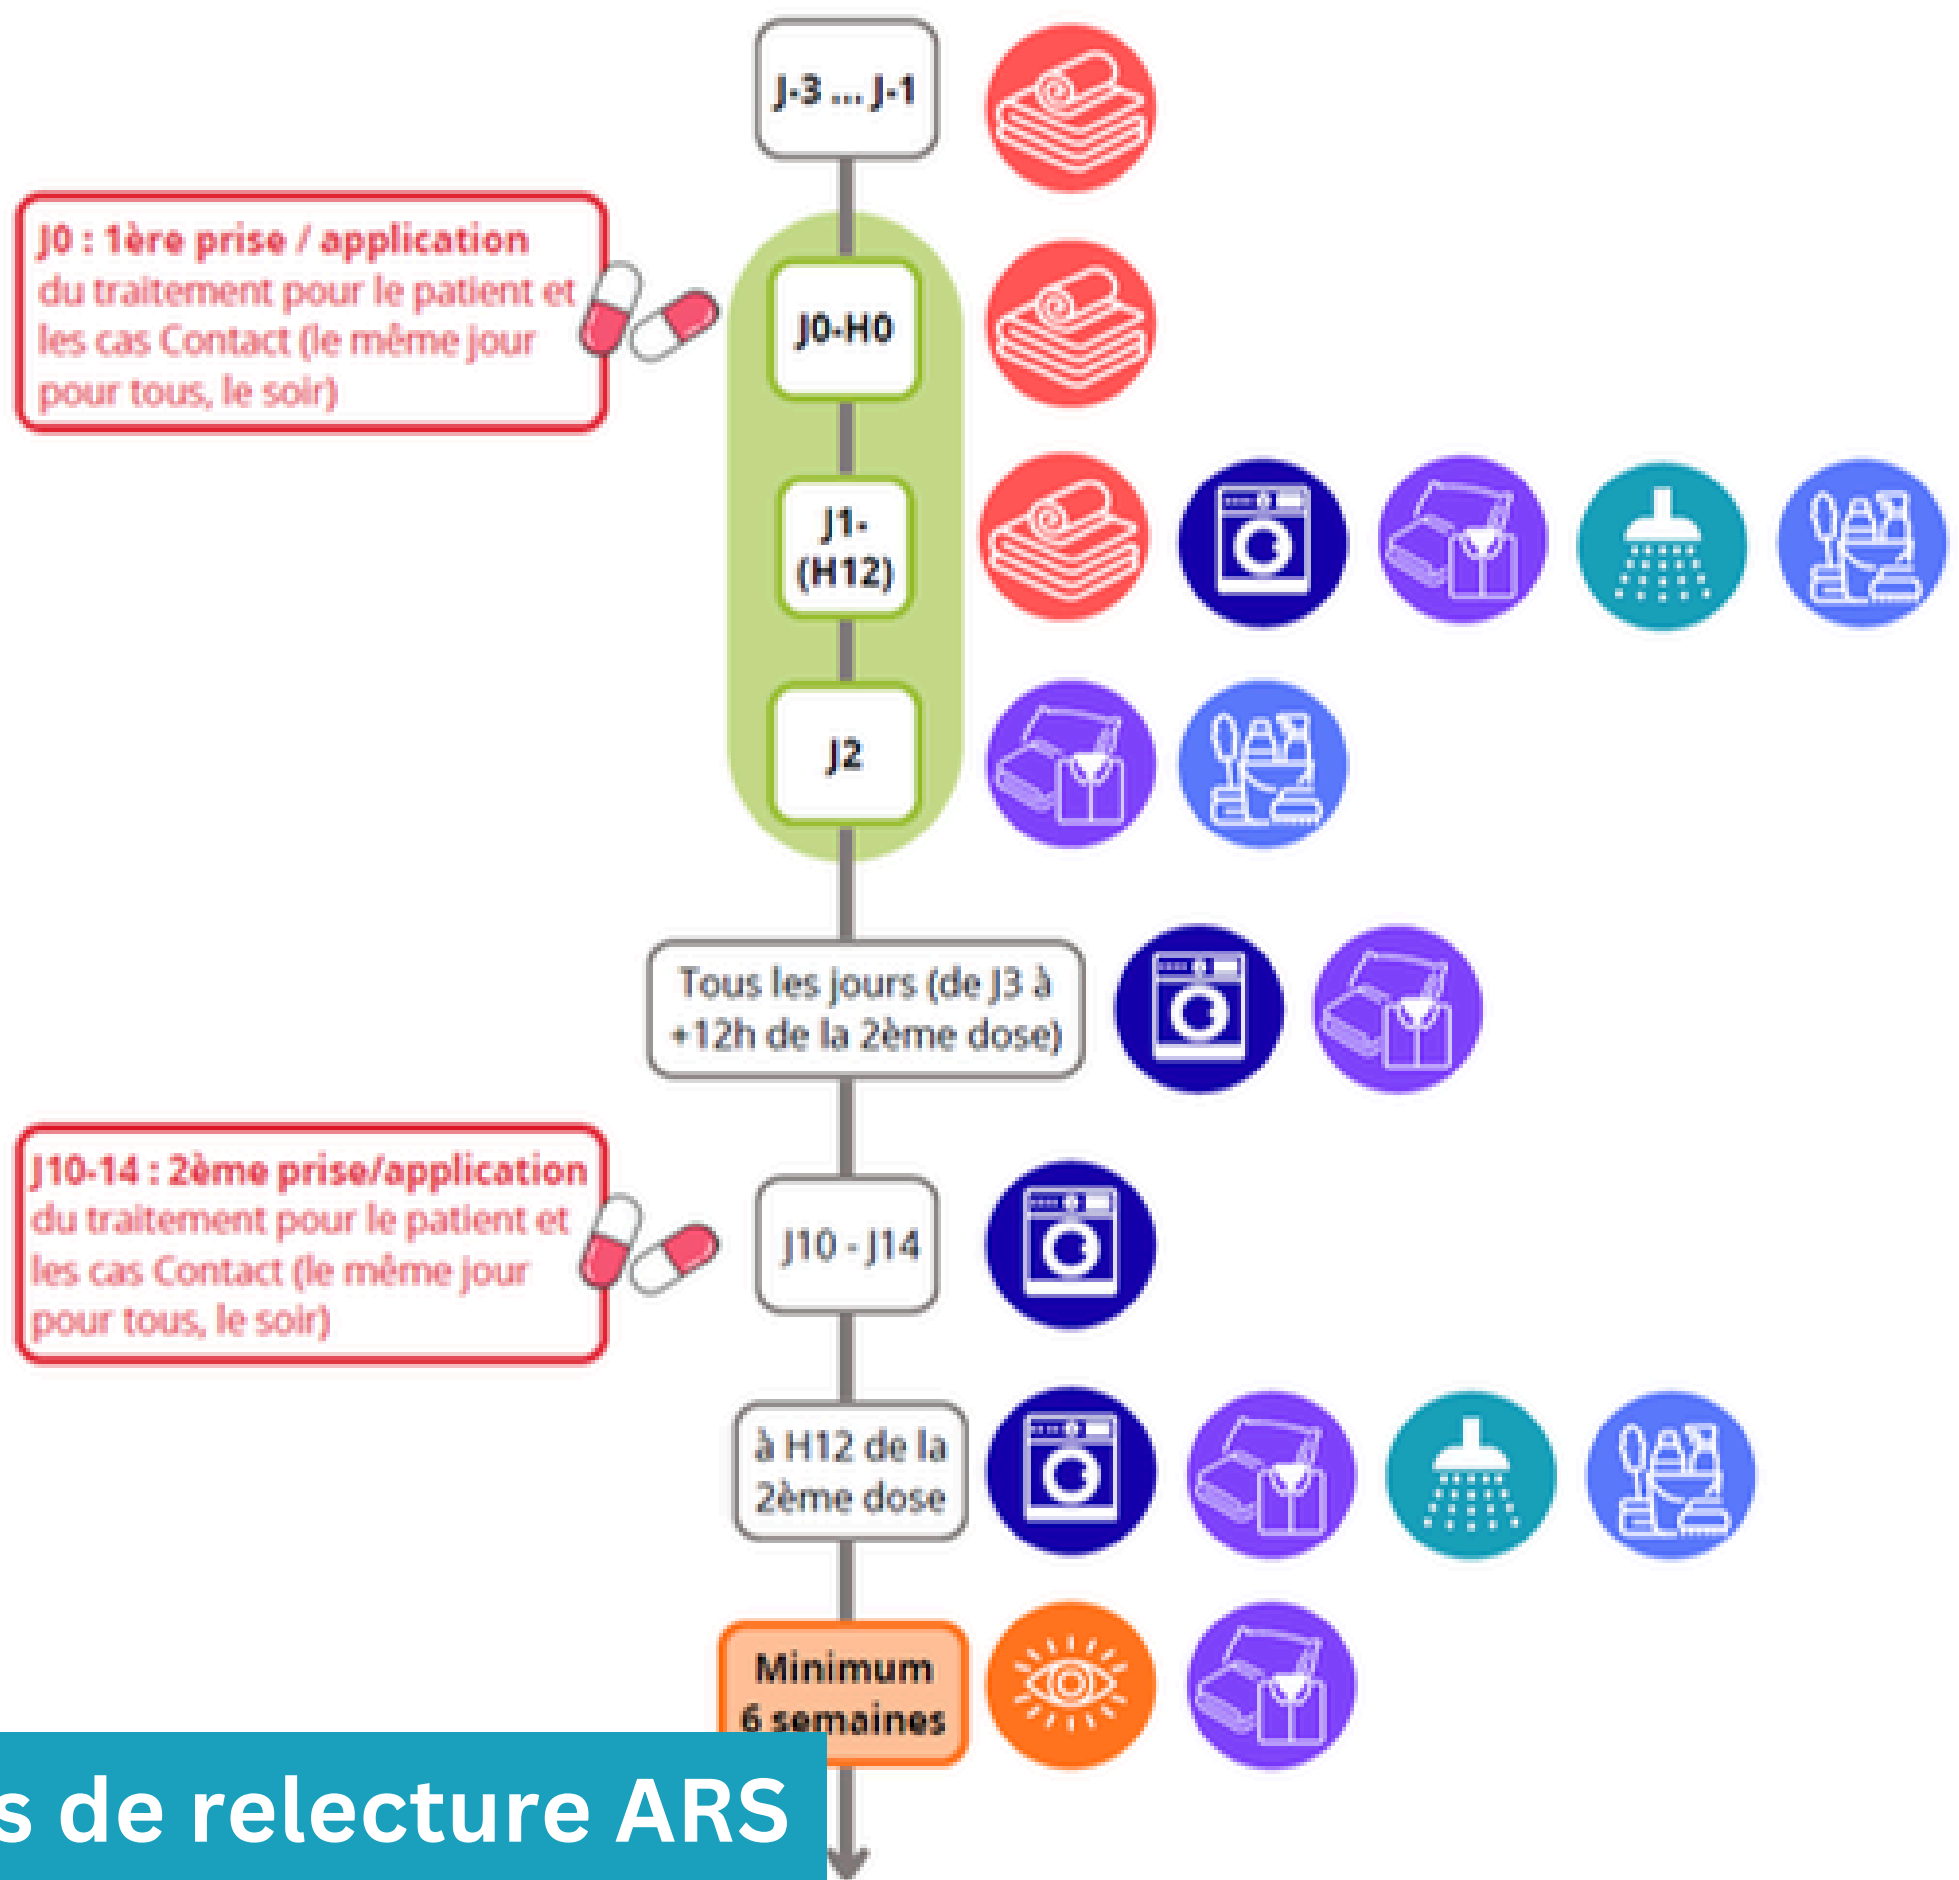 J-3 ... J-1
J0 : 1ère prise / application
du traitement pour le patient et
les cas Contact (le même jour
pour tous, le soir)
J0-H0
J1-
(H12)
J2
Tous les jours (de J3 à
+12h de la 2ème dose)
J10-14 : 2ème prise/application
du traitement pour le patient et
les cas Contact (le même jour
pour tous, le soir)
J10 - J14
à H12 de la
2ème dose
Minimum
6 semaines
s de relecture ARS